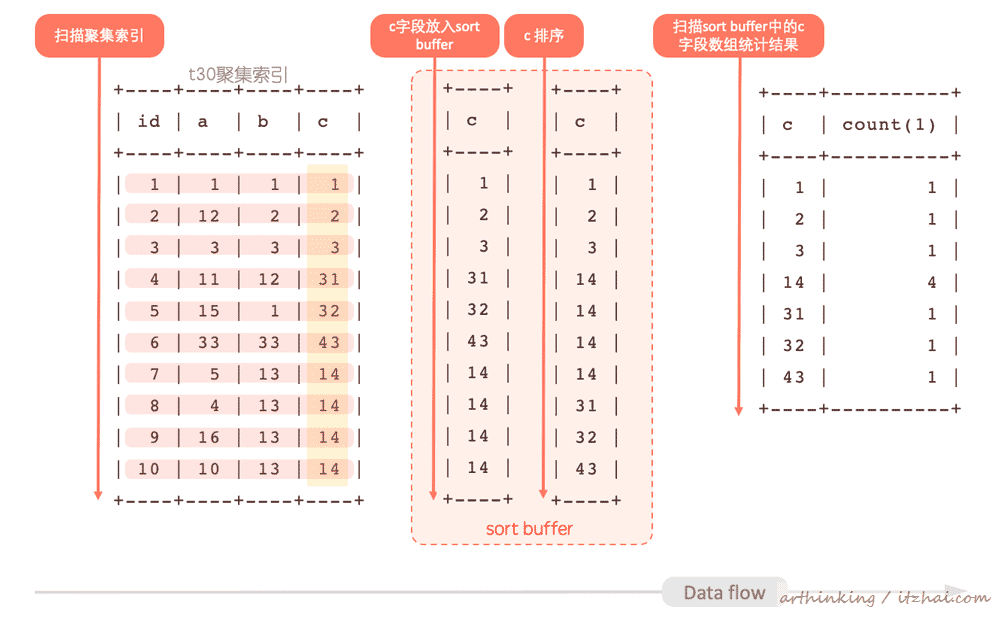 扫描聚集索引
c字段放入sort
buffer
c 排序
扫描sort buffer中的c
字段数组统计结果
t30聚集索引
+----+----+----+----+
| id | a | b | c |
+----+----+----+----+
| 1 | 1 | 1 | 1 |
| 2 | 12 | 2 | 2 |
| 3 | 3 | 3 | 3 |
| 4 | 11 | 12 | 31 |
| 5 | 15 | 1 | 32 |
| 6 | 33 | 33 | 43 |
| 7 | 5 | 13 | 14 |
| 8 | 4 | 13 | 14 |
| 9 | 16 | 13 | 14 |
| 10 | 10 | 13 | 14 |
+----+----+----+----+
+----+
| c |
+----+
| 1 |
| 2 |
| 3 |
| 31 |
| 32 |
| 43 |
| 14 |
| 14 |
| 14 |
| 14 |
+----+
+----+
| c |
+----+
| 1 |
| 2 |
| 3 |
| 14 |
| 14 |
| 14 |
| 14 |
| 31 |
| 32 |
| 43 |
+----+
sort buffer
+----+----------+
| c | count(1) |
+----+----------+
| 1 | 1 |
| 2 | 1 |
| 3 | 1 |
| 14 | 4 |
| 31 | 1 |
| 32 | 1 |
| 43 | 1 |
+----+----------+
Data flow
arthinking / itzhai.com